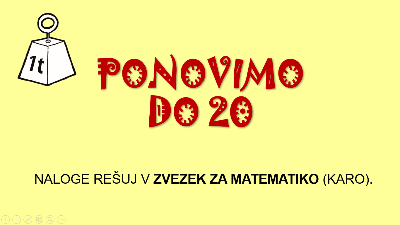 1t
PONOVIMO
DO 20
NALOGE REŠUJ V ZVEZEK ZA MATEMATIKO (KARO).